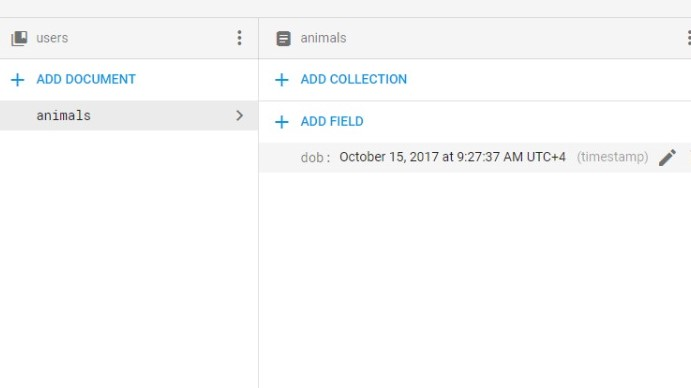 users
animals
ADD DOCUMENT
ADD COLLECTION
animals
ADD FIELD
dob: October 15, 2017 at 9:27:37 AM UTC+4 (timestamp)